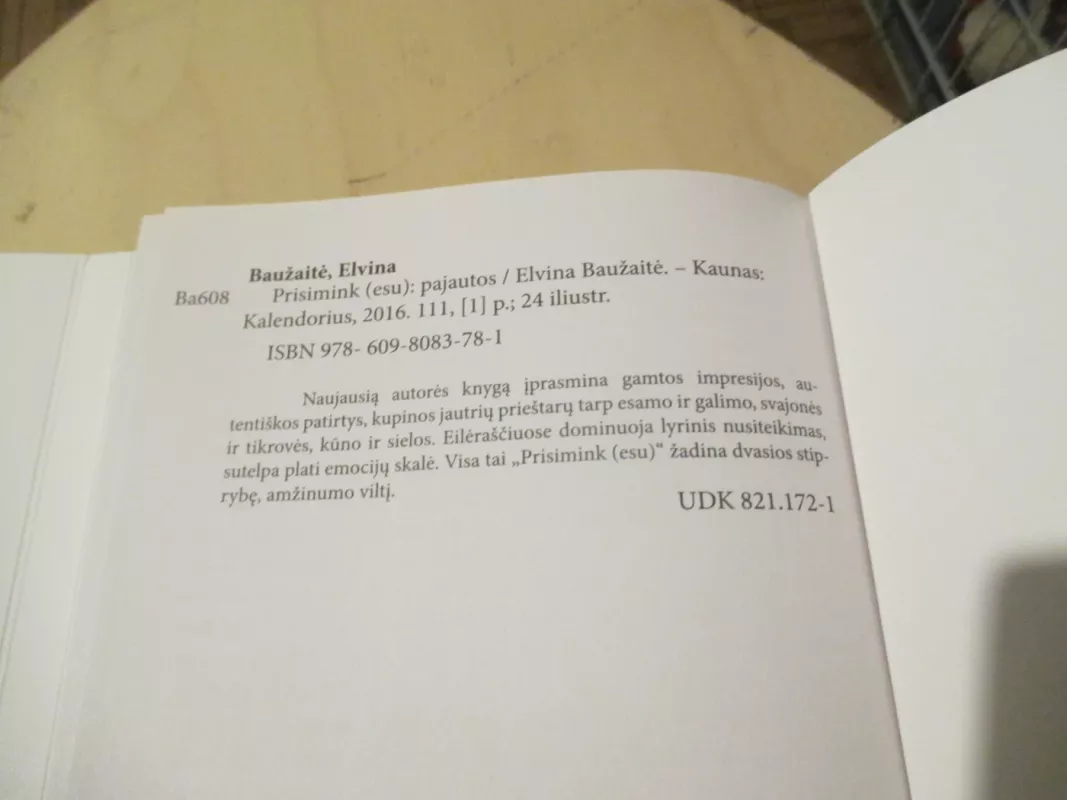 Baužaitė, Elvina
Ba608 Prisimink (esu): pajautos / Elvina Baužaitė. – Kaunas:
Kalendorius, 2016. 111, [1] p.; 24 iliustr.
ISBN 978- 609-8083-78-1
Naujausią autorės knygą įprasmina gamtos impresijos, au-
tentiškos patirtys, kupinos jautrių prieštarų tarp esamo ir galimo, svajonės
ir tikrovės, kūno ir sielos. Eilėraščiuose dominuoja lyrinis nusiteikimas,
sutelpa plati emocijų skalė. Visa tai „Prisimink (esu)“ žadina dvasios stip-
rybę, amžinumo viltį.
UDK 821.172-1